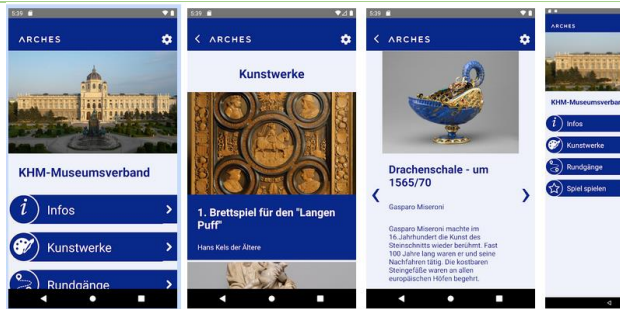 5:39
ARCHES
KHM-Museumsverband
Infos
Kunstwerke
Rundgänge
5:39
ARCHES
Kunstwerke
1. Brettspiel für den "Langen
Puff"
Hans Kels der Ältere
5:39
ARCHES
Drachenschale - um
1565/70
Gasparo Miseroni
Gasparo Miseroni machte im
16.Jahrhundert die Kunst des
Steinschnitts wieder berühmt. Fast
100 Jahre lang waren er und seine
Nachfahren tätig. Die kostbaren
Steingefäße waren an allen
europäischen Höfen begehrt.
ARCHES
KHM-Museumsverban
Infos
Kunstwerke
Rundgänge
Spiel spielen